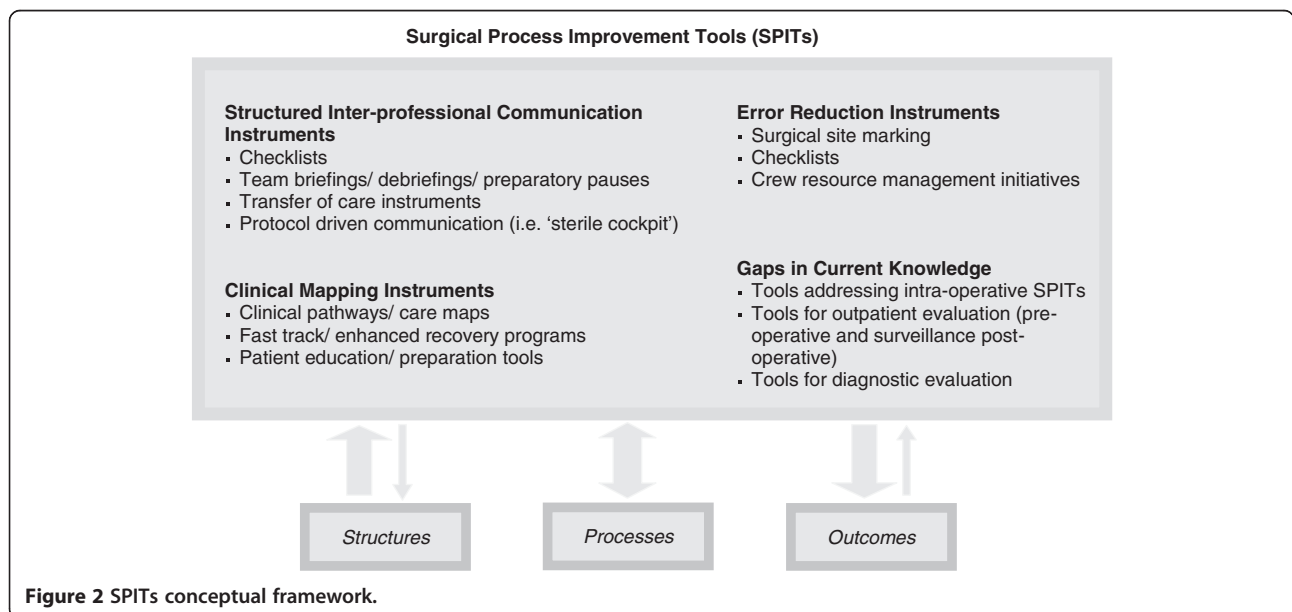 Surgical Process Improvement Tools (SPITs)
Structured Inter-professional Communication
Instruments
▪ Checklists
▪ Team briefings/ debriefings/ preparatory pauses
▪ Transfer of care instruments
▪ Protocol driven communication (i.e. ‘sterile cockpit’)
Clinical Mapping Instruments
▪ Clinical pathways/ care maps
▪ Fast track/ enhanced recovery programs
▪ Patient education/ preparation tools
Error Reduction Instruments
▪ Surgical site marking
▪ Checklists
▪ Crew resource management initiatives
Gaps in Current Knowledge
▪ Tools addressing intra-operative SPITs
▪ Tools for outpatient evaluation (pre-
operative and surveillance post-
operative)
▪ Tools for diagnostic evaluation
Structures
Processes
Outcomes
Figure 2 SPITs conceptual framework.